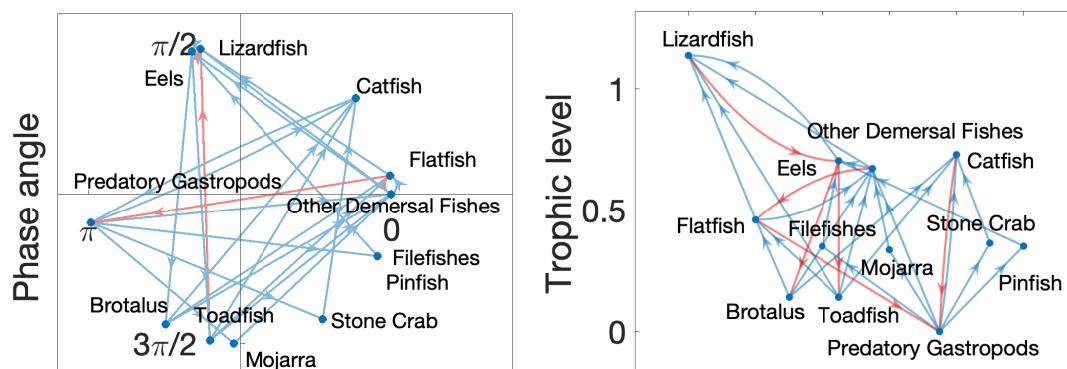 Phase angle
π/2
Lizardfish
Eels
Catfish
Flatfish
Predatory Gastropods
Other Demersal Fishes
π
0
Filefishes
Pinfish
Brotalus
Toadfish
Stone Crab
3π/2
Mojarra
Trophic level
Lizardfish
1
Other Demersal Fishes
Eels
Catfish
0.5
Flatfish
Filefishes
Stone Crab
Mojarra
Pinfish
Brotalus
Toadfish
0
Predatory Gastropods